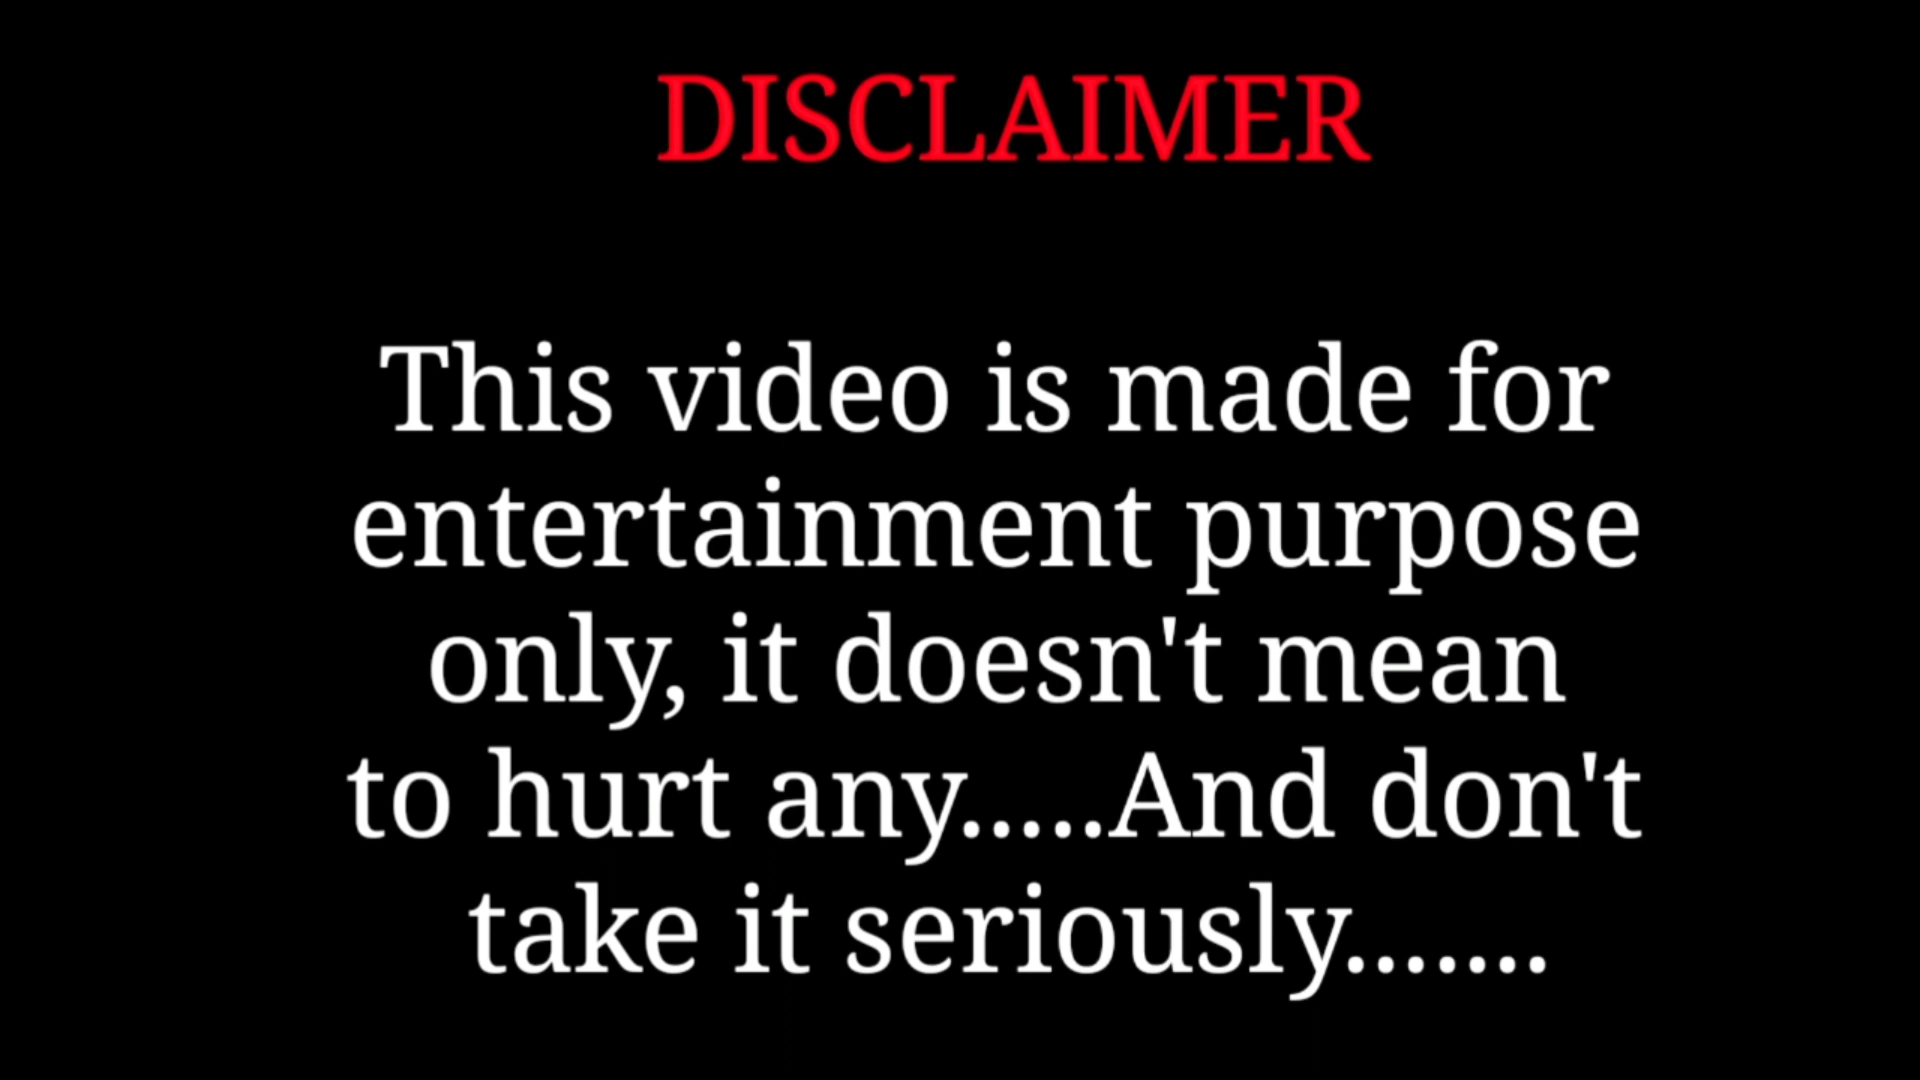 DISCLAIMER
This video is made for
entertainment purpose
only, it doesn't mean
to hurt any.....And don't
take it seriously.......